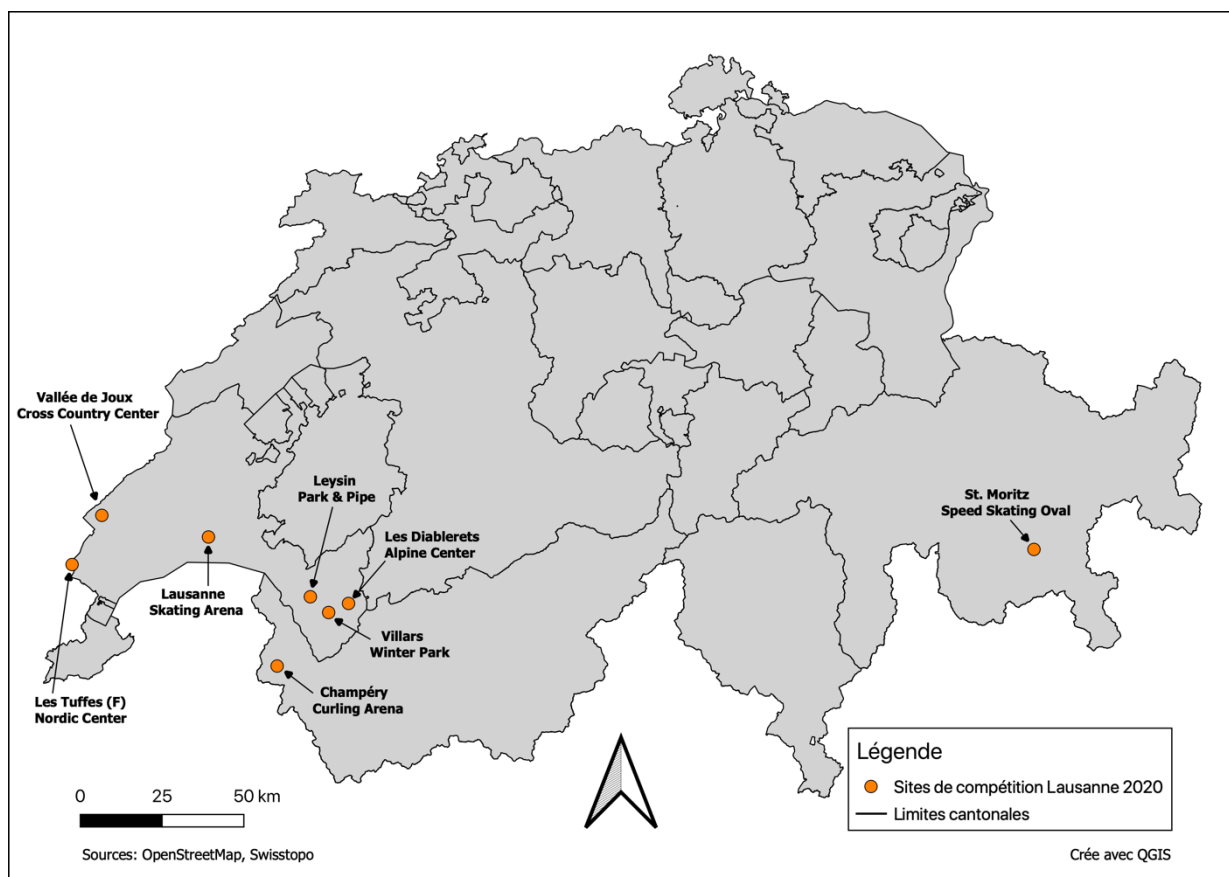 Vallée de Joux
Cross Country Center
Leysin
Park & Pipe
Les Diablerets
Alpine Center
St. Moritz
Speed Skating Oval
Lausanne
Skating Arena
Villars
Winter Park
Les Tuffes (F)
Nordic Center
Champéry
Curling Arena
Légende
Sites de compétition Lausanne 2020
Limites cantonales
0 25 50 km
Sources: OpenStreetMap, Swisstopo
Crée avec QGIS